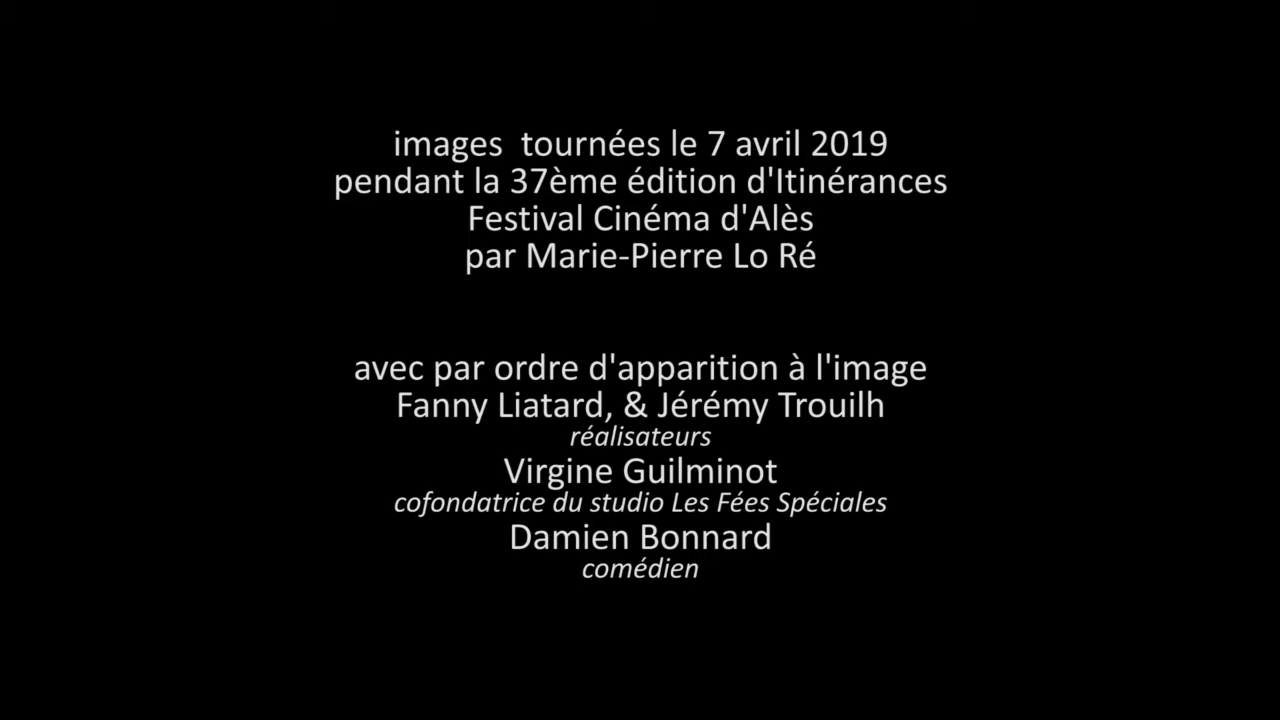 images  tournées le 7 avril 2019
pendant la 37ème édition d'Itinérances
Festival Cinéma d'Alès
par Marie-Pierre Lo Ré
avec par ordre d'apparition à l'image
Fanny Liatard, & Jérémy Trouilh
réalisateurs
Virgine Guilminot
cofondatrice du studio Les Fées Spéciales
Damien Bonnard
comédien